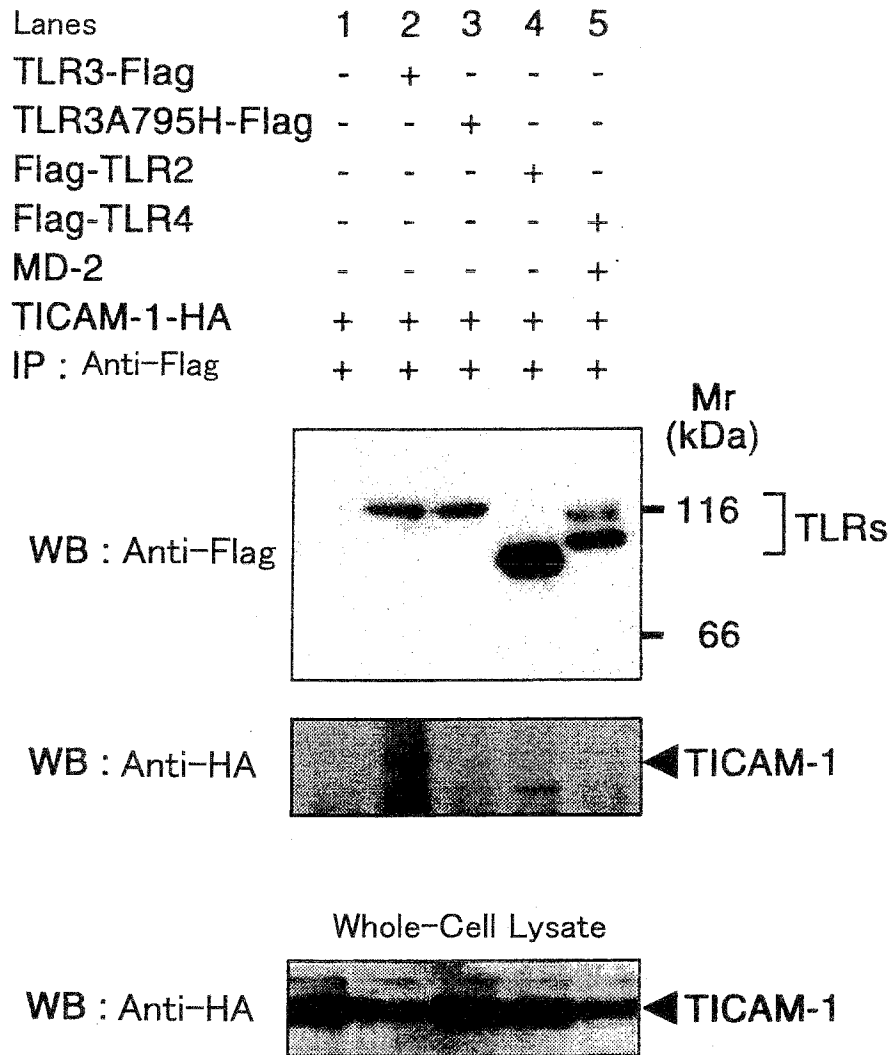 Lanes 1 2 3 4 5
TLR3-Flag - + - - -
TLR3A795H-Flag - - + - -
Flag-TLR2 - - - + -
Flag-TLR4 - - - - +
MD-2 - - - - +
TICAM-1-HA + + + + +
IP : Anti-Flag + + + + +
Mr
(kDa)
116
TLRs
WB : Anti-Flag
66
WB : Anti-HA
TICAM-1
Whole-Cell Lysate
WB : Anti-HA
TICAM-1